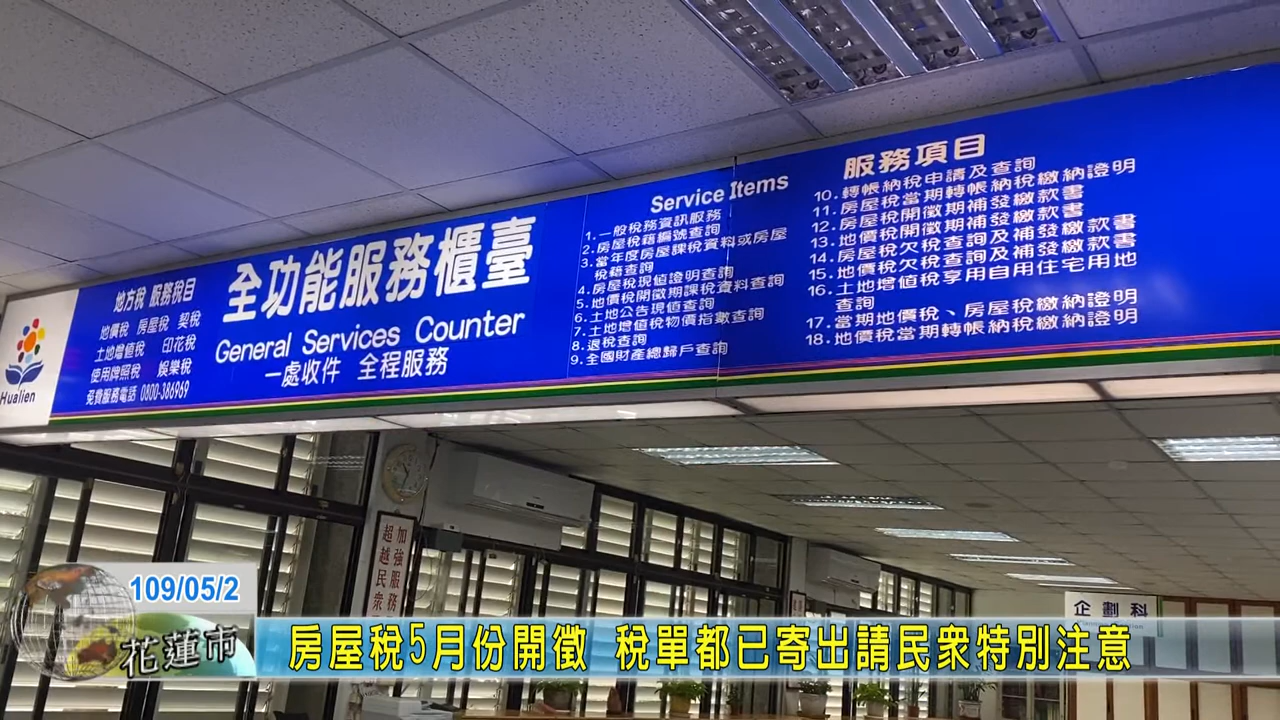 Hualien
地方稅 服務稅目
地價稅 房屋稅 契稅
土地增值稅 印花稅
使用牌照稅 娛樂稅
免費服務電話 0800-386969
全功能服務櫃臺
General Services Counter
一處收件 全程服務
Service Items
服務項目
1.一般稅務資訊服務
2.房屋稅籍編號查詢
3.當年度房屋課稅資料或房屋
稅籍查詢
4.房屋稅現值證明查詢
5.地價稅開徵期課稅資料查詢
6.土地公告現值查詢
7.土地增值稅物價指數查詢
8.退稅查詢
9.全國財產總歸戶查詢
10.轉帳納稅申請及查詢
11.房屋稅當期轉帳納稅繳納證明
12.房屋稅開徵期補發繳款書
13.地價稅開徵期補發繳款書
14.房屋稅欠稅查詢及補發繳款書
15.地價稅欠稅查詢及補發繳款書
16.土地增值稅享用自用住宅用地
查詢
17.當期地價稅、房屋稅繳納證明
18.地價稅當期轉帳納稅繳納證明
加強服務
超越民眾
企劃科
109/05/2
花蓮市
房屋稅5月份開徵 稅單都已寄出請民眾特別注意